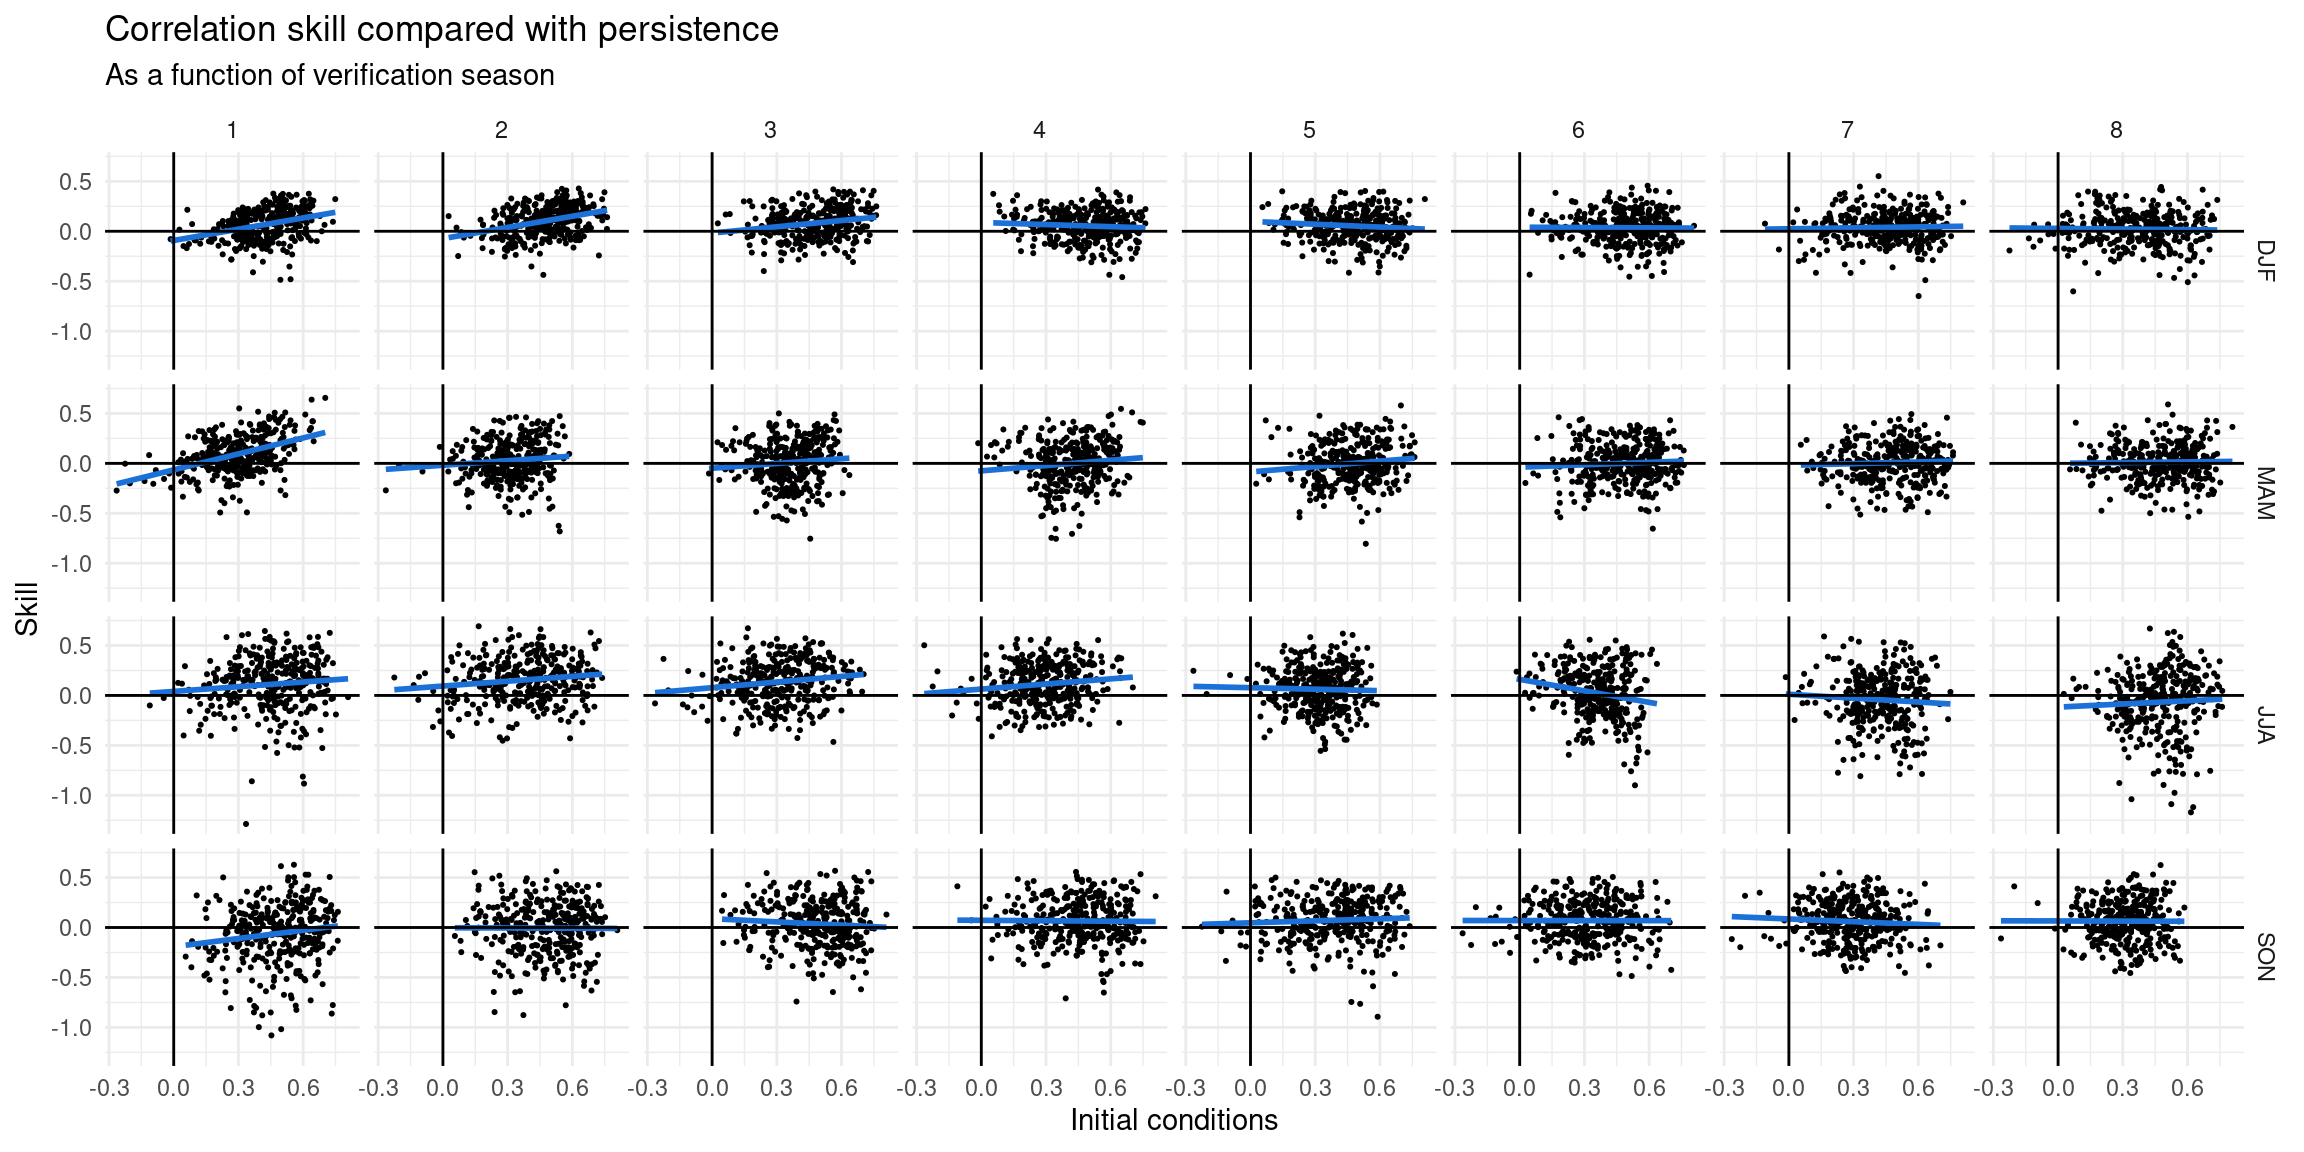 Correlation skill compared with persistence
As a function of verification season
1 2 3 4 5 6 7 8
0.5
0.0
-0.5
-1.0
DJF
0.5
0.0
-0.5
-1.0
MAM
Skill
0.5
0.0
-0.5
-1.0
JJA
0.5
0.0
-0.5
-1.0
SON
-0.3 0.0 0.3 0.6 -0.3 0.0 0.3 0.6 -0.3 0.0 0.3 0.6 -0.3 0.0 0.3 0.6 -0.3 0.0 0.3 0.6 -0.3 0.0 0.3 0.6 -0.3 0.0 0.3 0.6 -0.3 0.0 0.3 0.6
Initial conditions